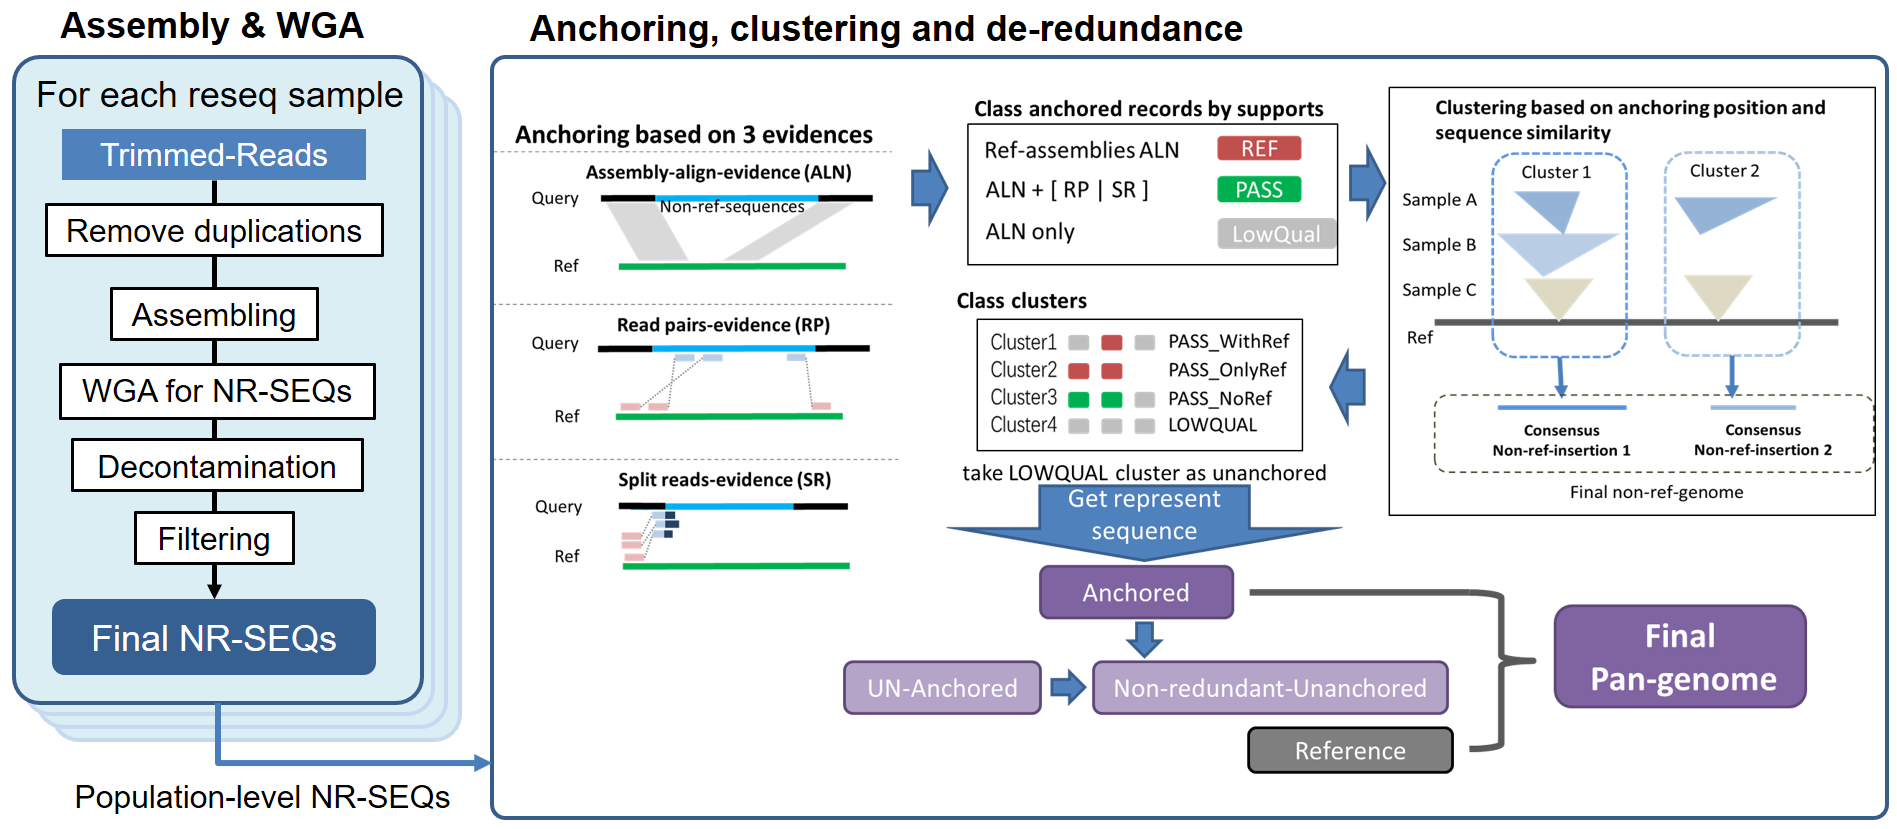 Assembly & WGA
For each reseq sample
Trimmed-Reads
Remove duplications
Assembling
WGA for NR-SEQs
Decontamination
Filtering
Final NR-SEQs
Population-level NR-SEQs
Anchoring, clustering and de-redundance
Anchoring based on 3 evidences
Assembly-align-evidence (ALN)
Query
Non-ref-sequences
Ref
Read pairs-evidence (RP)
Query
Ref
Split reads-evidence (SR)
Query
Ref
Class anchored records by supports
Ref-assemblies ALN REF
ALN + [ RP | SR ] PASS
ALN only LowQual
Clustering based on anchoring position and
sequence similarity
Cluster 1 Cluster 2
Sample A
Sample B
Sample C
Ref
Consensus
Non-ref-insertion 1
Consensus
Non-ref-insertion 2
Final non-ref-genome
Class clusters
Cluster1 PASS_WithRef
Cluster2 PASS_OnlyRef
Cluster3 PASS_NoRef
Cluster4 LOWQUAL
take LOWQUAL cluster as unanchored
Get represent
sequence
Anchored
UN-Anchored
Non-redundant-Unanchored
Reference
Final
Pan-genome